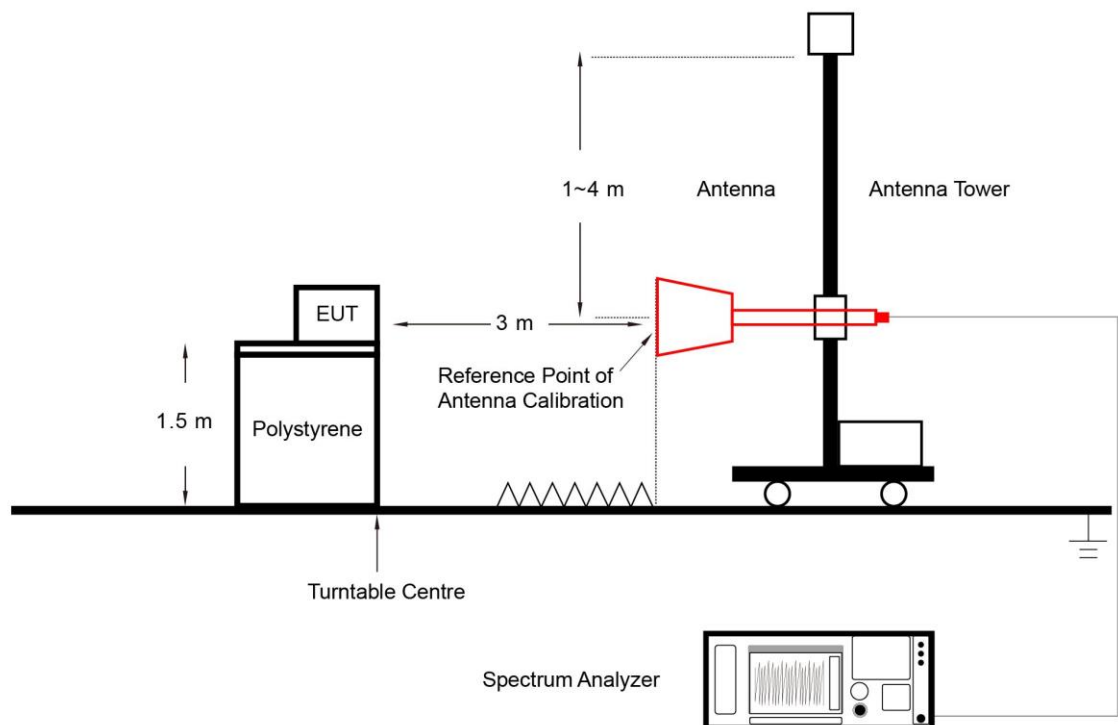 1~4 m
Antenna
Antenna Tower
EUT
3 m
Reference Point of
Antenna Calibration
1.5 m
Polystyrene
Turntable Centre
Spectrum Analyzer